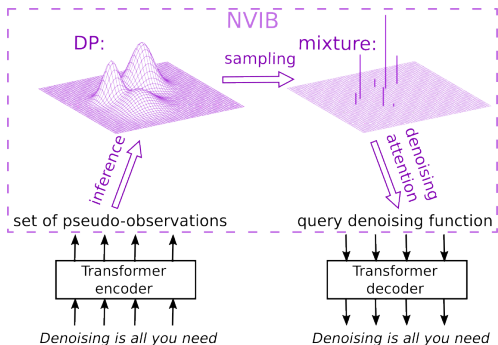 NVIB
DP:
sampling
mixture:
inference
denoising
attention
set of pseudo-observations
query denoising function
Transformer
encoder
Transformer
decoder
Denoising is all you need
Denoising is all you need